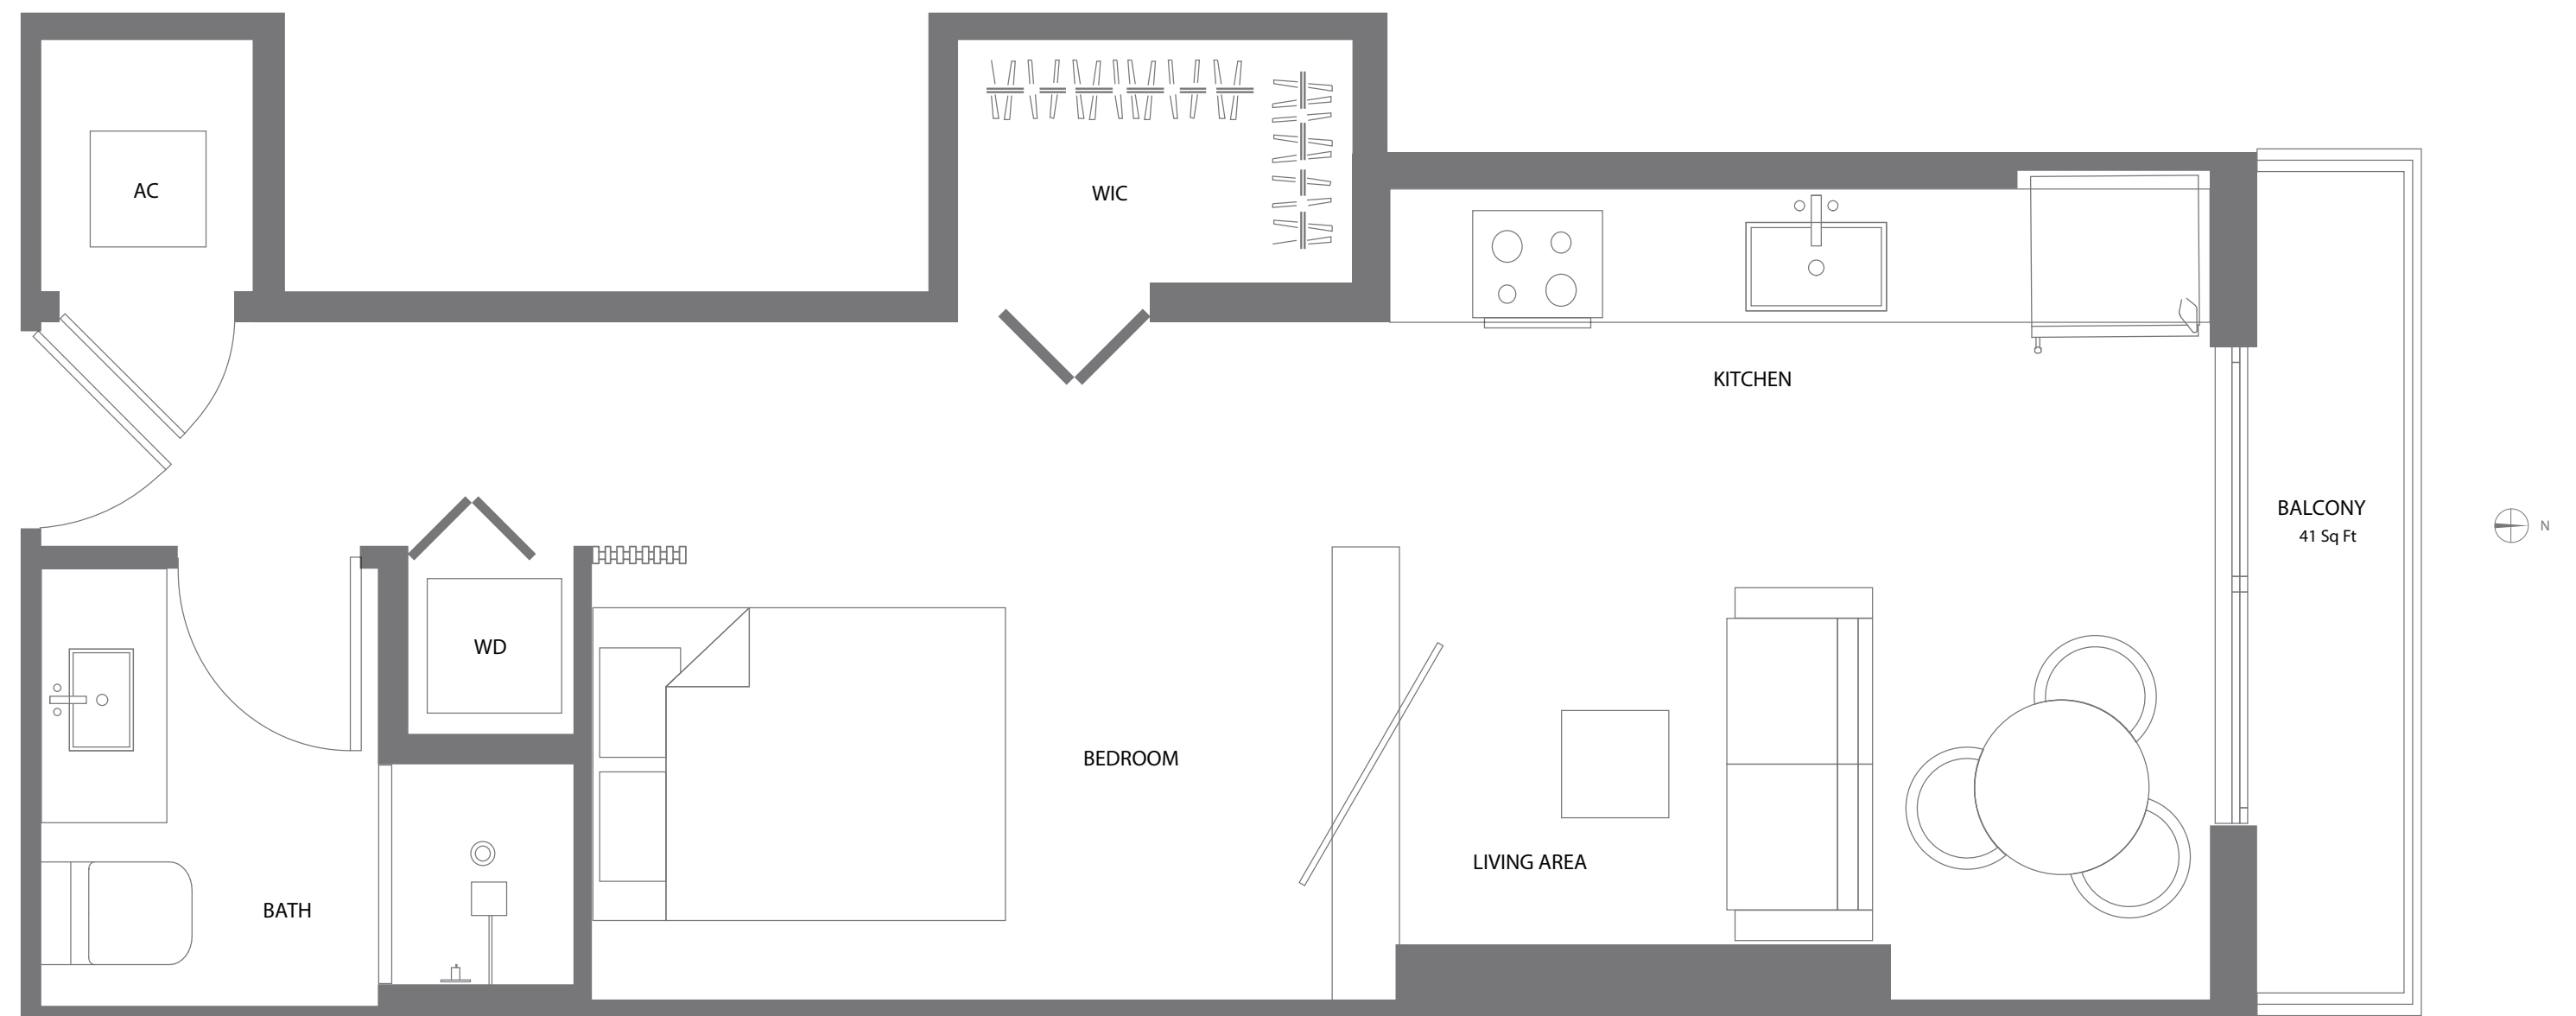 AC
WIC
KITCHEN
BALCONY
41 Sq Ft
N
WD
BEDROOM
LIVING AREA
BATH